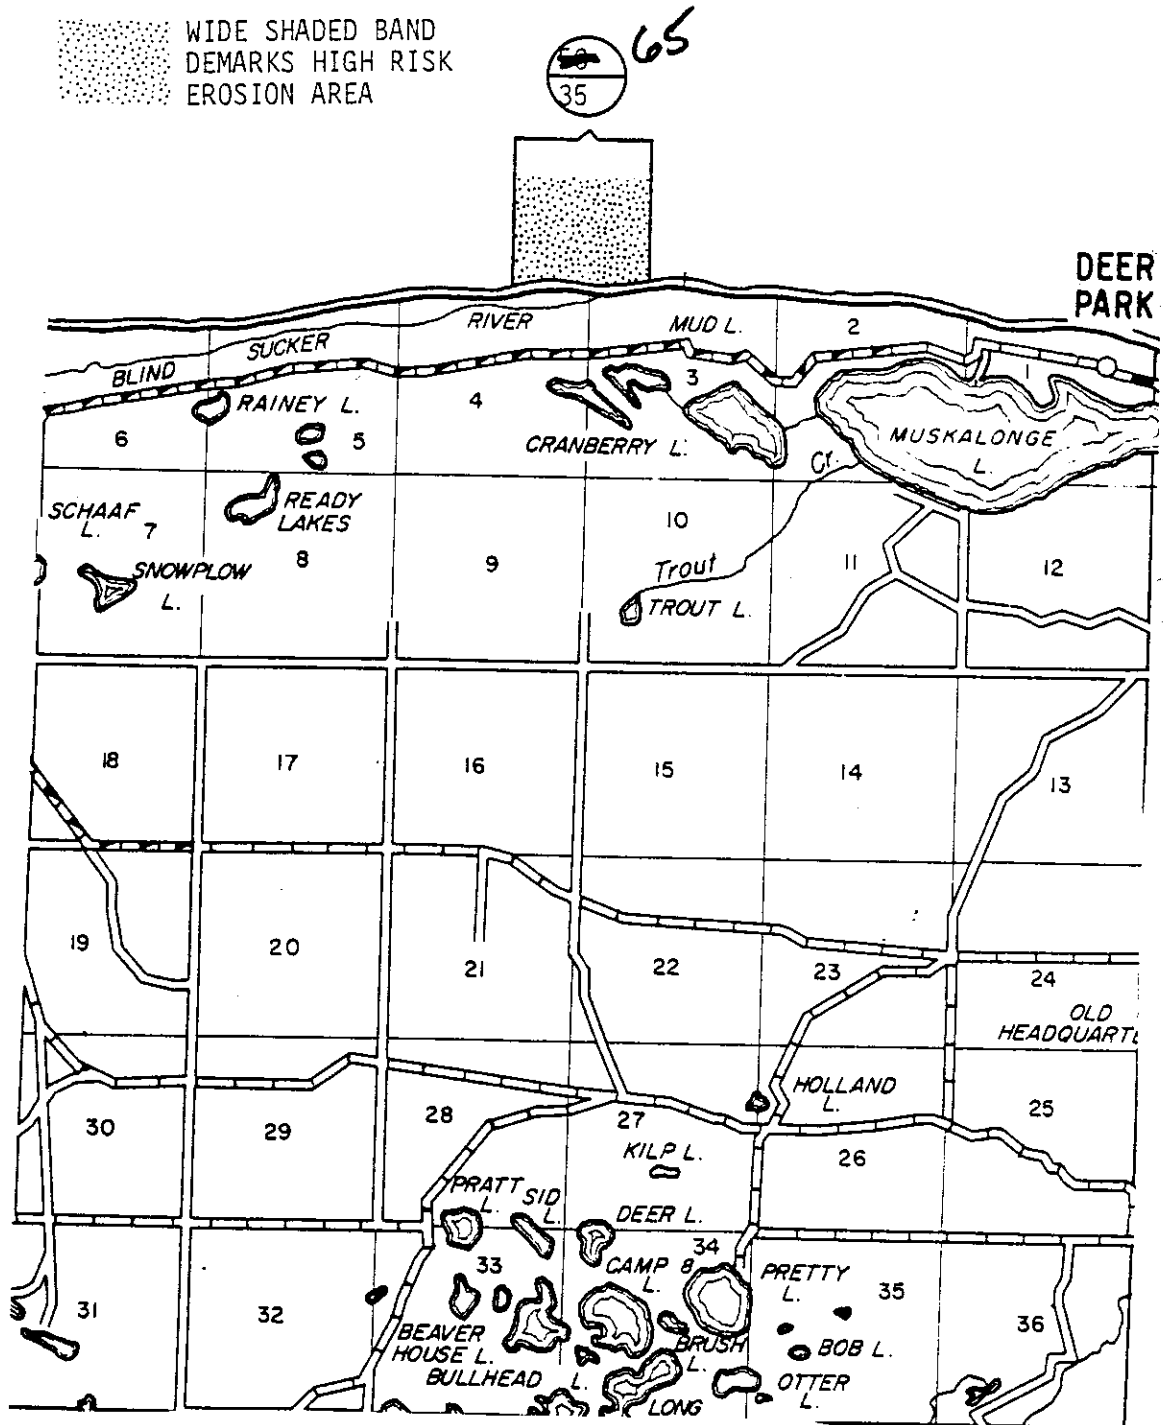 WIDE SHADED BAND
DEMARKS HIGH RISK
EROSION AREA
65
35
DEER
PARK
BLIND SUCKER RIVER
MUD L.
2
1
3
4
5
6
RAINEY L.
CRANBERRY L.
MUSKALONGE
L.
Cr.
SCHAAF
L.
7
READY
LAKES
8
9
10
11
12
SNOWPLOW
L.
Trout
TROUT L.
18
17
16
15
14
13
19
20
21
22
23
24
OLD
HEADQUARTE
HOLLAND
L.
30
29
28
27
26
25
KILP L.
PRATT
L.
SID
L.
DEER L.
33
CAMP 8
L.
34
PRETTY
L.
35
31
32
36
BEAVER
HOUSE L.
BRUSH
L.
BOB L.
BULLHEAD
L.
OTTER
L.
LONG